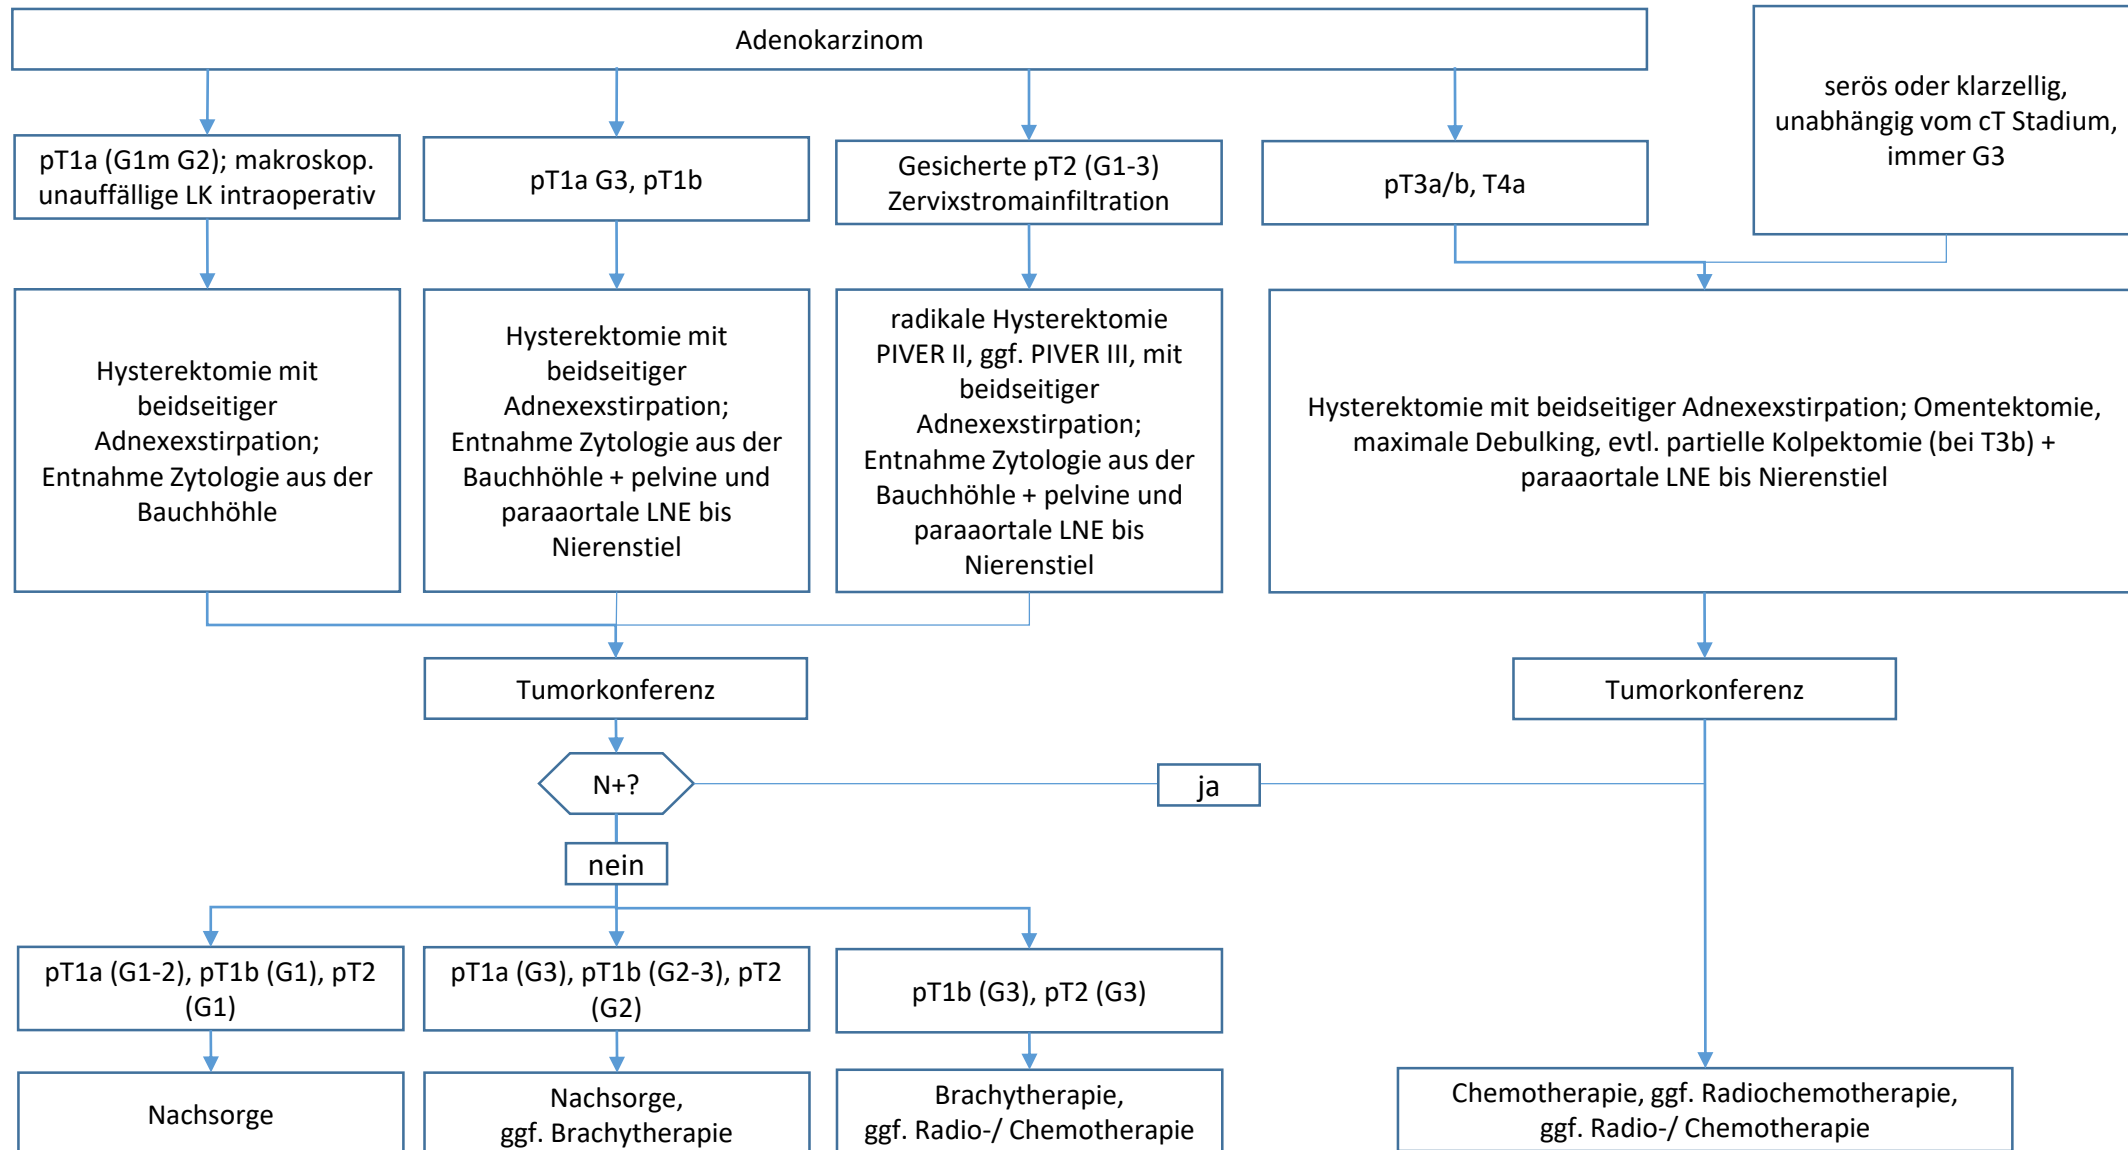 Adenokarzinom
serös oder klarzellig,
unabhängig vom cT Stadium,
immer G3
pT1a (G1m G2); makroskop.
unauffällige LK intraoperativ
pT1a G3, pT1b
Gesicherte pT2 (G1-3)
Zervixstromainfiltration
pT3a/b, T4a
Hysterektomie mit
beidseitiger
Adnexexstirpation;
Entnahme Zytologie aus der
Bauchhöhle
Hysterektomie mit
beidseitiger
Adnexexstirpation;
Entnahme Zytologie aus der
Bauchhöhle + pelvine und
paraaortale LNE bis
Nierenstiel
radikale Hysterektomie
PIVER II, ggf. PIVER III, mit
beidseitiger
Adnexexstirpation;
Entnahme Zytologie aus der
Bauchhöhle + pelvine und
paraaortale LNE bis
Nierenstiel
Hysterektomie mit beidseitiger Adnexexstirpation; Omentektomie,
maximale Debulking, evtl. partielle Kolpektomie (bei T3b) +
paraaortale LNE bis Nierenstiel
Tumorkonferenz
Tumorkonferenz
N+?
ja
nein
pT1a (G1-2), pT1b (G1), pT2
(G1)
pT1a (G3), pT1b (G2-3), pT2
(G2)
pT1b (G3), pT2 (G3)
Nachsorge
Nachsorge,
ggf. Brachytherapie
Brachytherapie,
ggf. Radio-/ Chemotherapie
Chemotherapie, ggf. Radiochemotherapie,
ggf. Radio-/ Chemotherapie